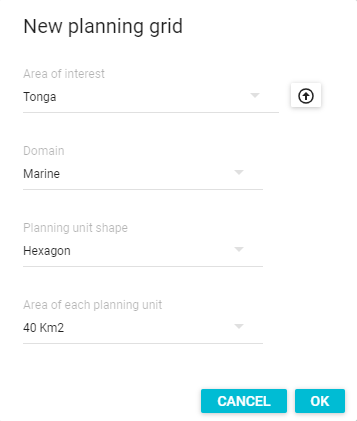 New planning grid
Area of interest
Tonga
Domain
Marine
Planning unit shape
Hexagon
Area of each planning unit
40 Km2
CANCEL OK